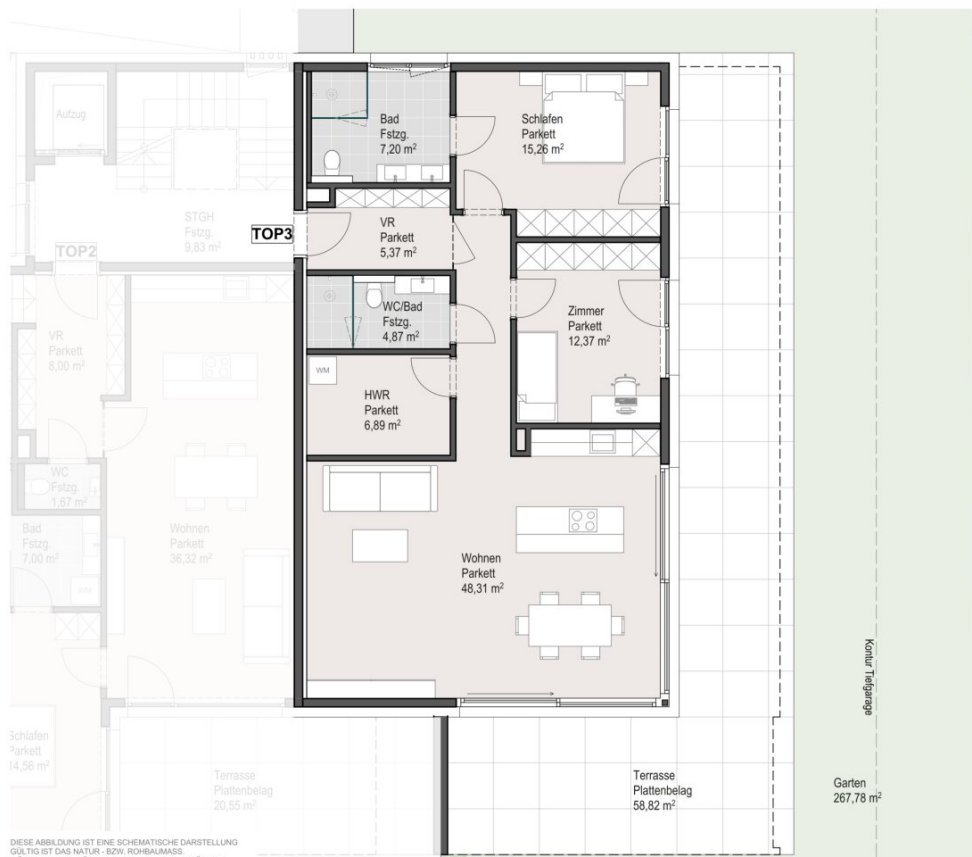 Aufzug
Bad
Fstzg.
7,20 m²
Schlafen
Parkett
15,26 m²
STGH
Fstzg.
9,83 m²
TOP3
VR
Parkett
5,37 m²
TOP2
WC/Bad
Fstzg.
4,87 m²
Zimmer
Parkett
12,37 m²
VR
Parkett
8,00 m²
WM
HWR
Parkett
6,89 m²
WC
Fstzg.
1,67 m²
Bad
Fstzg.
7,00 m²
Wohnen
Parkett
36,32 m²
WM
Wohnen
Parkett
48,31 m²
Kontur Tiefgarage
Schlafen
Parkett
14,56 m²
Terrasse
Plattenbelag
20,55 m²
Terrasse
Plattenbelag
58,82 m²
Garten
267,78 m²
DIESE ABBILDUNG IST EINE SCHEMATISCHE DARSTELLUNG
GÜLTIG IST DAS NATUR - BZW. ROHBAUMASS.